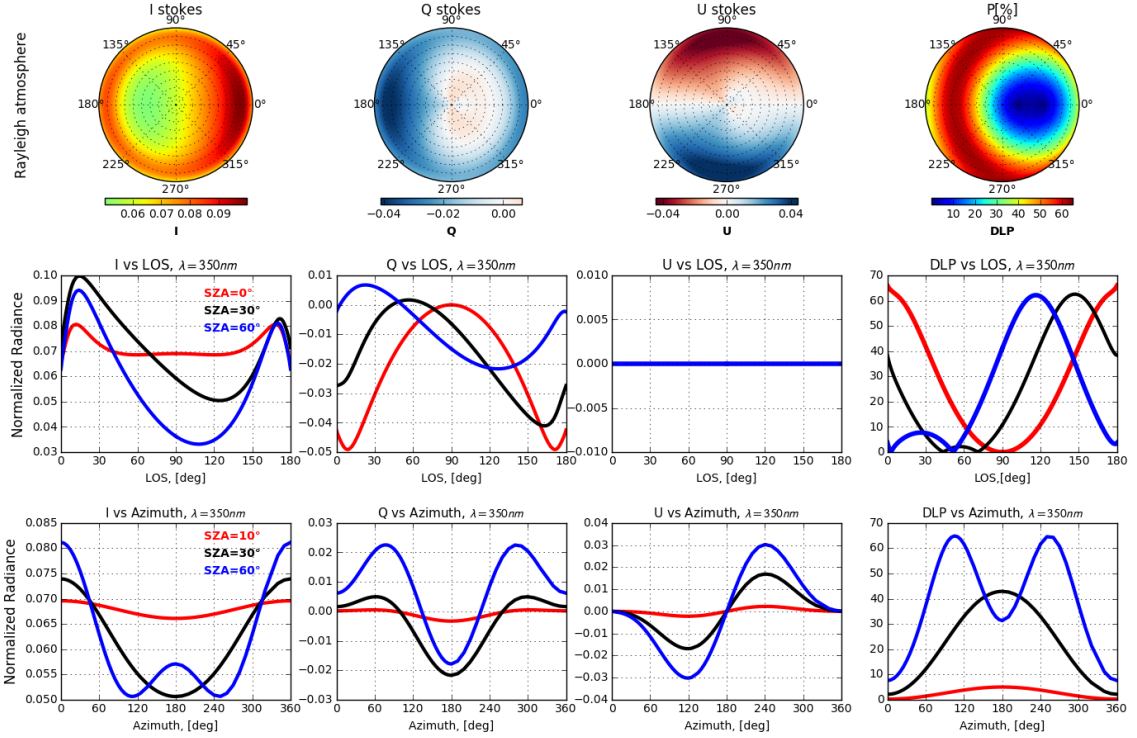 I stokes Q stokes U stokes P[%]
90° 90° 90° 90°
135° 45° 135° 45° 135° 45° 135° 45°
Rayleigh atmosphere
180° 0° 180° 0° 180° 0° 180° 0°
225° 315° 225° 315° 225° 315° 225° 315°
270° 270° 270° 270°
0.06 0.07 0.08 0.09 −0.04 −0.02 0.00 −0.04 0.00 0.04 10 20 30 40 50 60
I Q U DLP
I vs LOS, λ=350nm
Normalized Radiance
0.10
0.09
0.08
0.07
0.06
0.05
0.04
0.03
SZA=0°
SZA=30°
SZA=60°
0 30 60 90 120 150 180
LOS, [deg]
Q vs LOS, λ=350nm
0.01
0.00
−0.01
−0.02
−0.03
−0.04
−0.05
0 30 60 90 120 150 180
LOS, [deg]
U vs LOS, λ=350nm
0.010
0.005
0.000
−0.005
−0.010
0 30 60 90 120 150 180
LOS, [deg]
DLP vs LOS, λ=350nm
70
60
50
40
30
20
10
0
0 30 60 90 120 150 180
LOS,[deg]
I vs Azimuth, λ=350nm
Normalized Radiance
0.085
0.080
0.075
0.070
0.065
0.060
0.055
0.050
SZA=10°
SZA=30°
SZA=60°
0 60 120 180 240 300 360
Azimuth, [deg]
Q vs Azimuth, λ=350nm
0.03
0.02
0.01
0.00
−0.01
−0.02
−0.03
0 60 120 180 240 300 360
Azimuth, [deg]
U vs Azimuth, λ=350nm
0.04
0.03
0.02
0.01
0.00
−0.01
−0.02
−0.03
−0.04
0 60 120 180 240 300 360
Azimuth, [deg]
DLP vs Azimuth, λ=350nm
70
60
50
40
30
20
10
0
0 60 120 180 240 300 360
Azimuth, [deg]